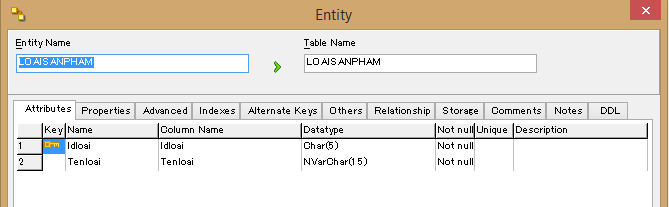 Entity
Entity Name
Table Name
LOAISANPHAM
LOAISANPHAM
Attributes Properties Advanced Indexes Alternate Keys Others Relationship Storage Comments Notes DDL
Key Name Column Name Datatype Not null Unique Description
1 Idloai Idloai Char(5) Not null
2 Tenloai Tenloai NVarChar(15) Not null